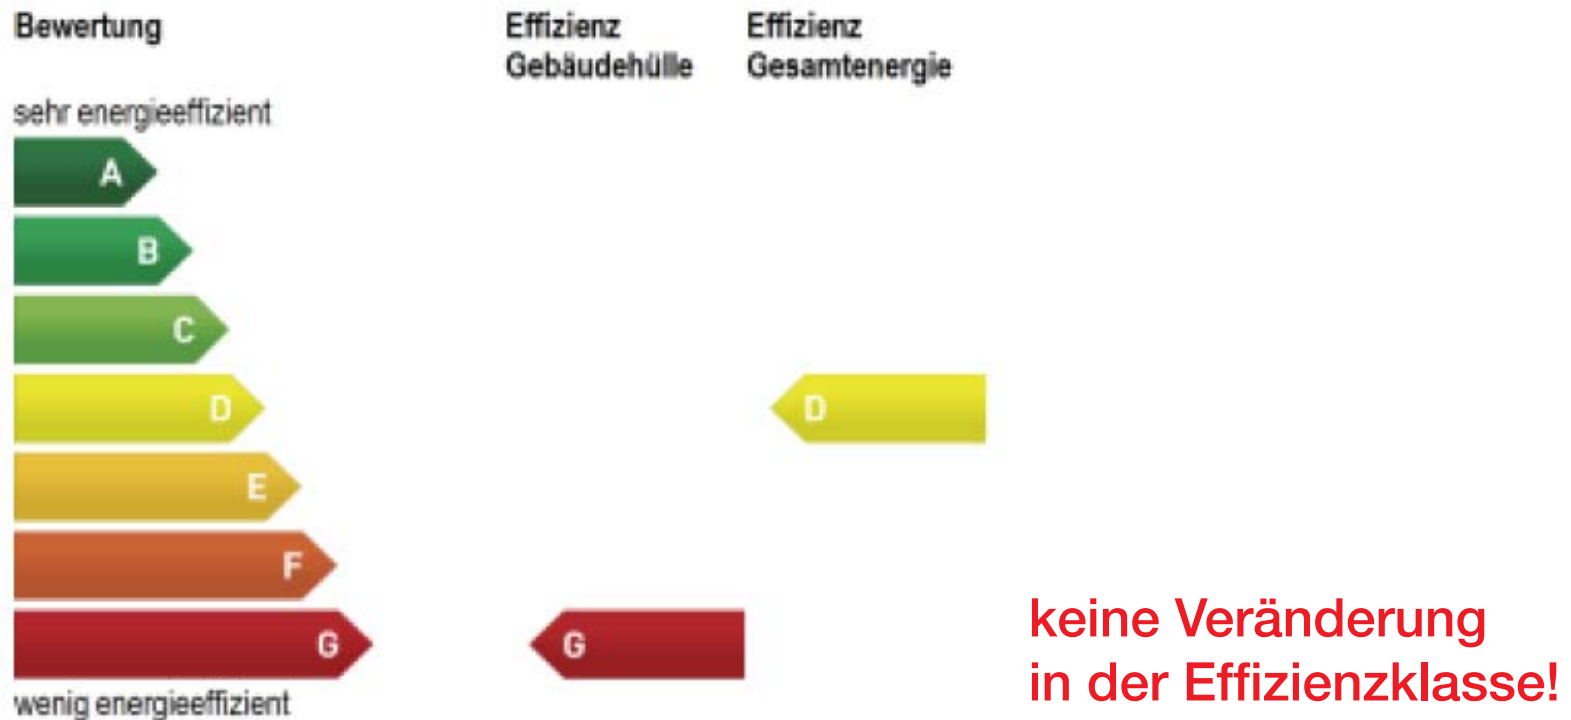 Bewertung
Effizienz
Gebäudehülle
Effizienz
Gesamtenergie
sehr energieeffizient
A
B
C
D
D
E
F
G
G
wenig energieeffizient
keine Veränderung
in der Effizienzklasse!